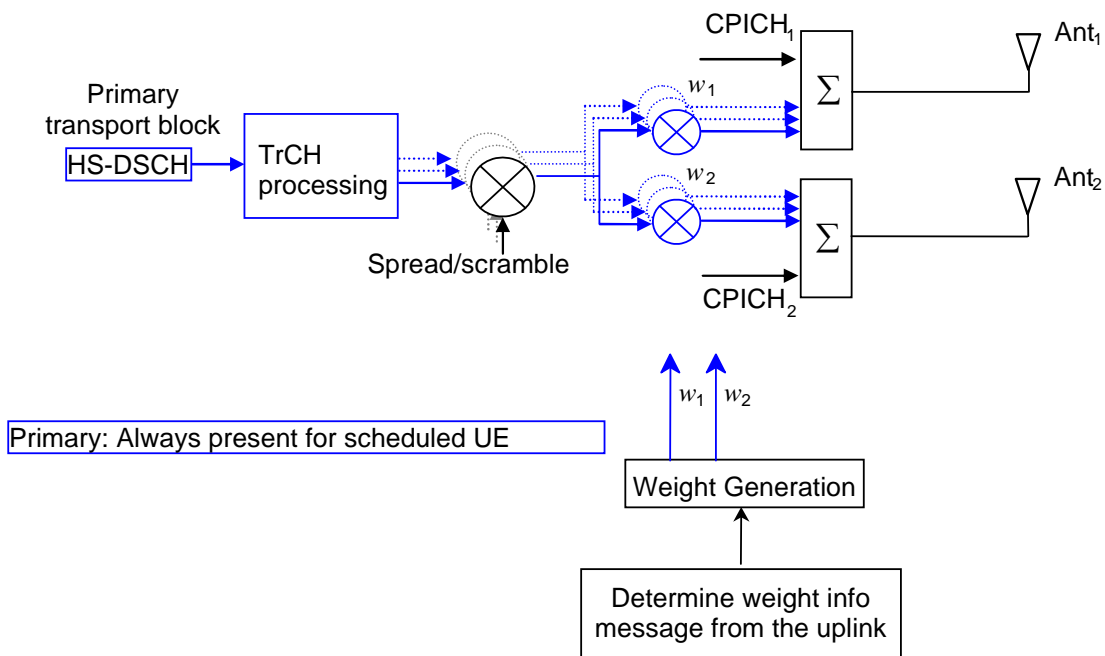 CPICH1
Ant1
Primary
transport block
HS-DSCH
TrCH
processing
w1
Σ
w2
Ant2
Σ
Spread/scramble
CPICH2
w1 w2
Primary: Always present for scheduled UE
Weight Generation
Determine weight info
message from the uplink